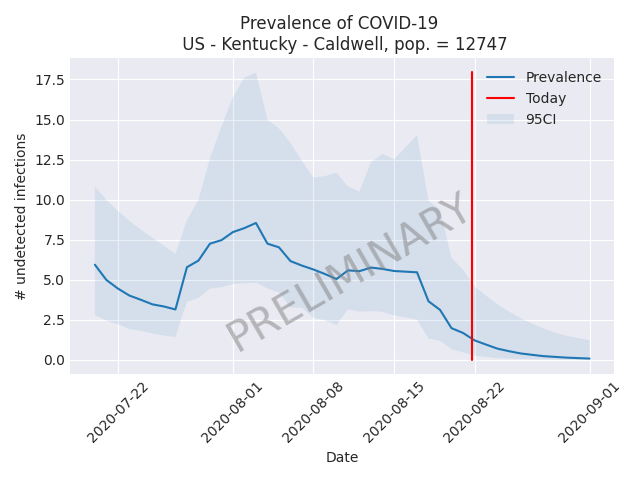 Prevalence of COVID-19
US - Kentucky - Caldwell, pop. = 12747
Prevalence
Today
95CI
# undetected infections
17.5
15.0
12.5
10.0
7.5
5.0
2.5
0.0
PRELIMINARY
2020-07-22
2020-08-01
2020-08-08
2020-08-15
2020-08-22
2020-09-01
Date